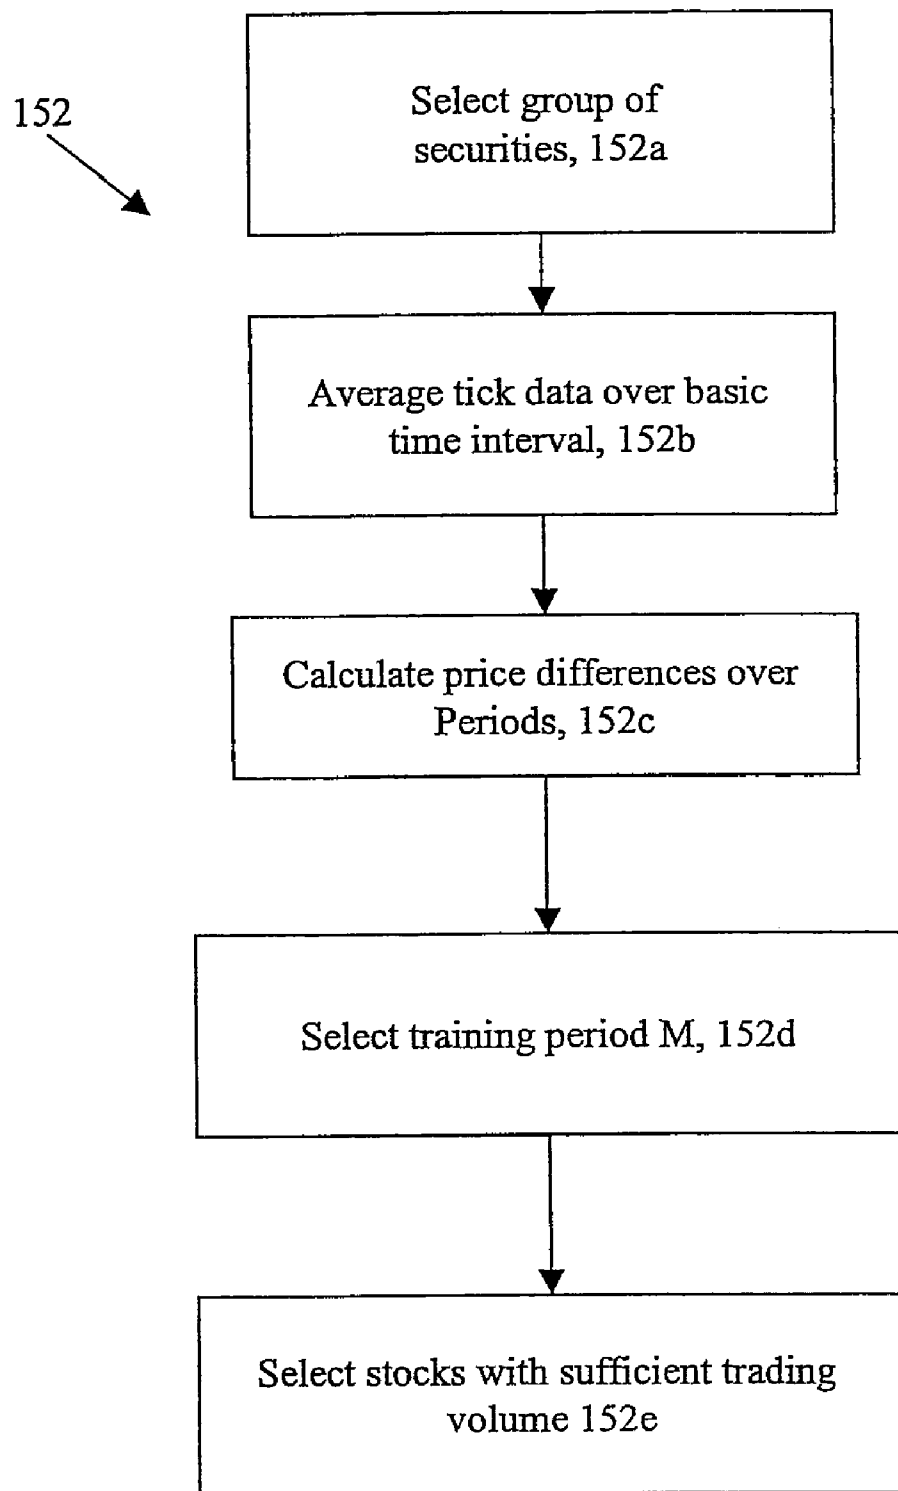 152
Select group of
securities, 152a
Average tick data over basic
time interval, 152b
Calculate price differences over
Periods, 152c
Select training period M, 152d
Select stocks with sufficient trading
volume 152e